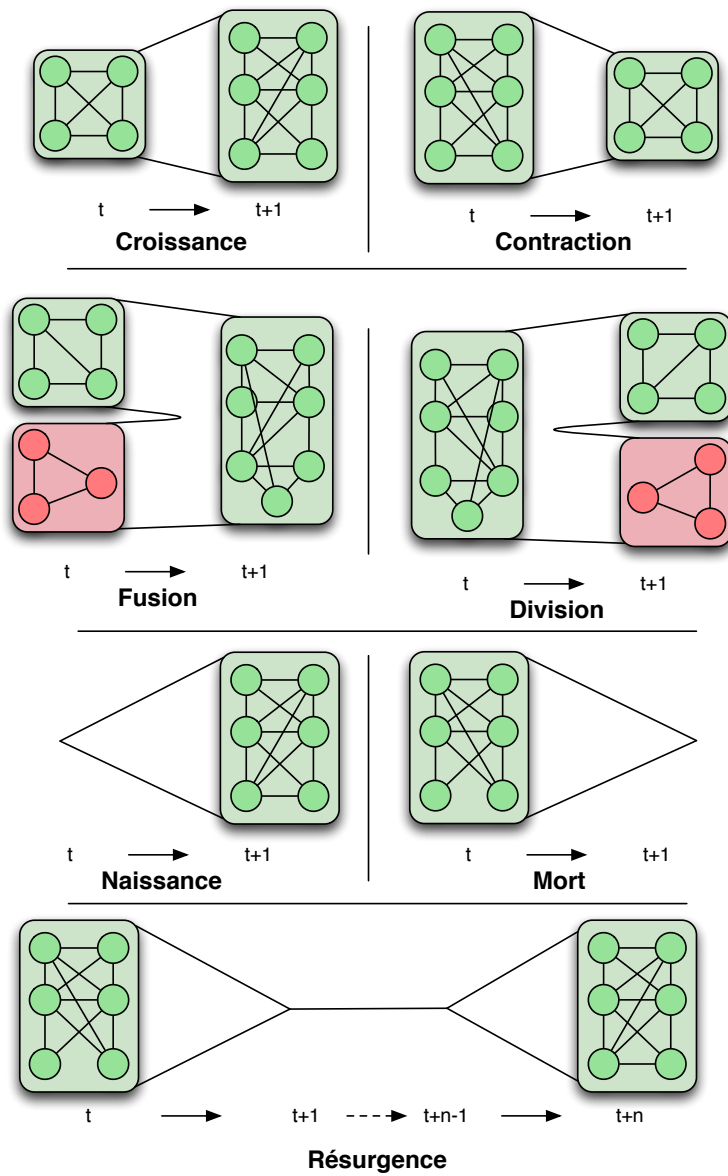 t t+1
Croissance
t t+1
Contraction
t t+1
Fusion
t t+1
Division
t t+1
Naissance
t t+1
Mort
t t+1 t+n-1 t+n
Résurgence